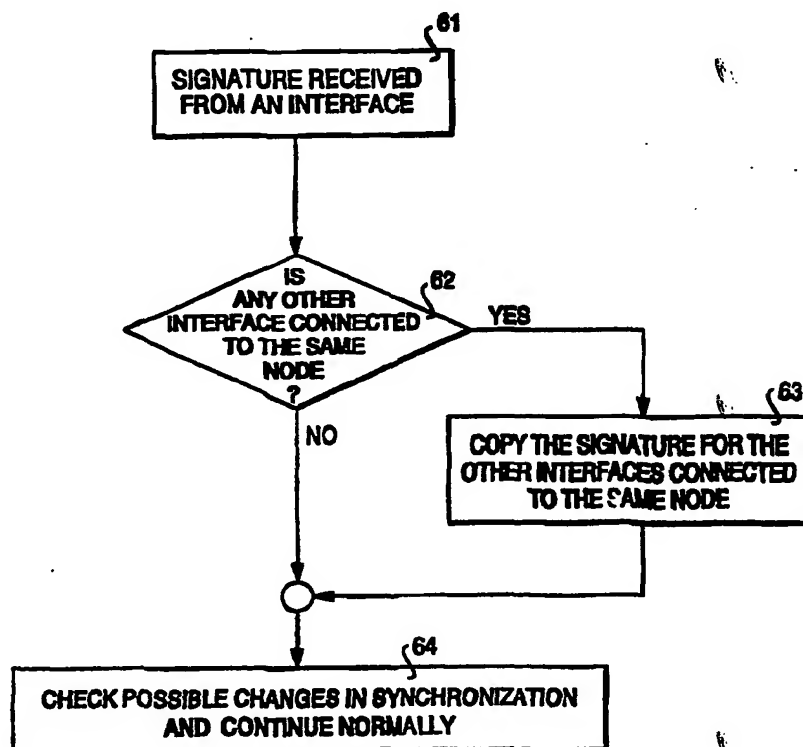 61
SIGNATURE RECEIVED
FROM AN INTERFACE
62
IS
ANY OTHER
INTERFACE CONNECTED
TO THE SAME
NODE
?
YES
NO
63
COPY THE SIGNATURE FOR THE
OTHER INTERFACES CONNECTED
TO THE SAME NODE
64
CHECK POSSIBLE CHANGES IN SYNCHRONIZATION
AND CONTINUE NORMALLY